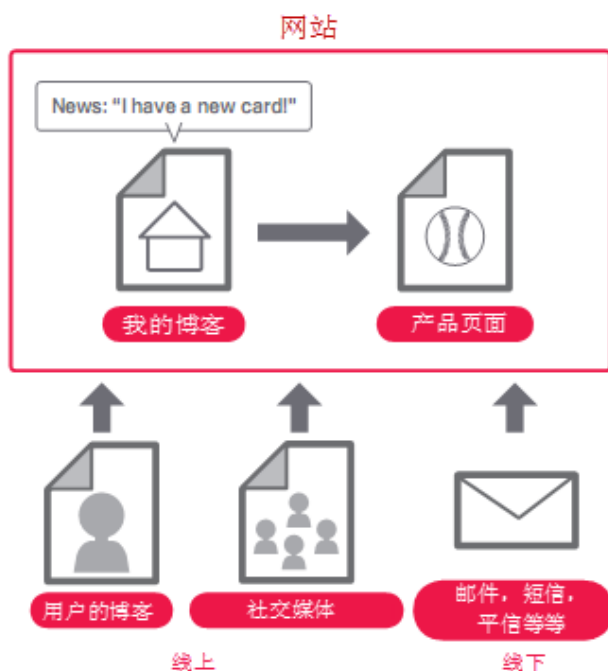 网站
News: "I have a new card!"
我的博客
产品页面
用户的博客
社交媒体
邮件，短信，
平信等等
线上
线下